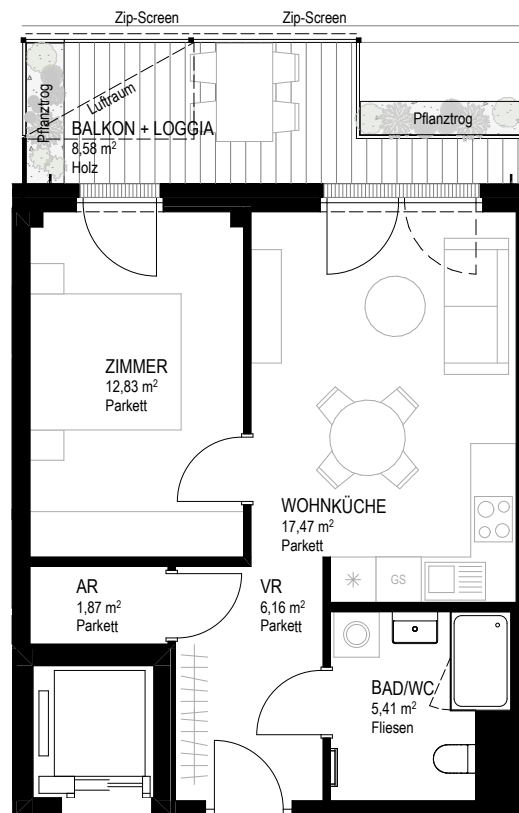 Zip-Screen
Zip-Screen
Pflanztrog
Luftraum
BALKON + LOGGIA
8,58 m²
Holz
Pflanztrog
ZIMMER
12,83 m²
Parkett
WOHNKÜCHE
17,47 m²
Parkett
GS
AR
1,87 m²
Parkett
VR
6,16 m²
Parkett
BAD/WC
5,41 m²
Fliesen